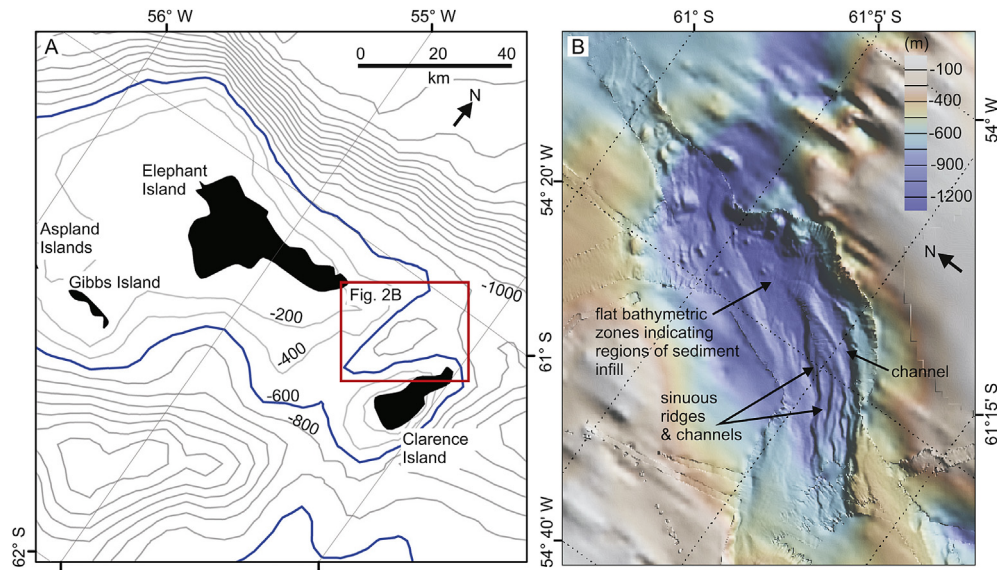 56° W
55° W
A
0 20 40
km
N
Elephant
Island
Aspland
Islands
Gibbs Island
Fig. 2B
-1000
-200
-400
-600
-800
Clarence
Island
61° S
62° S
61° S
61°5' S
B
(m)
-100
-400
-600
-900
-1200
54° W
54° 20' W
N
flat bathymetric
zones indicating
regions of sediment
infill
channel
sinuous
ridges
& channels
61°15' S
54° 40' W